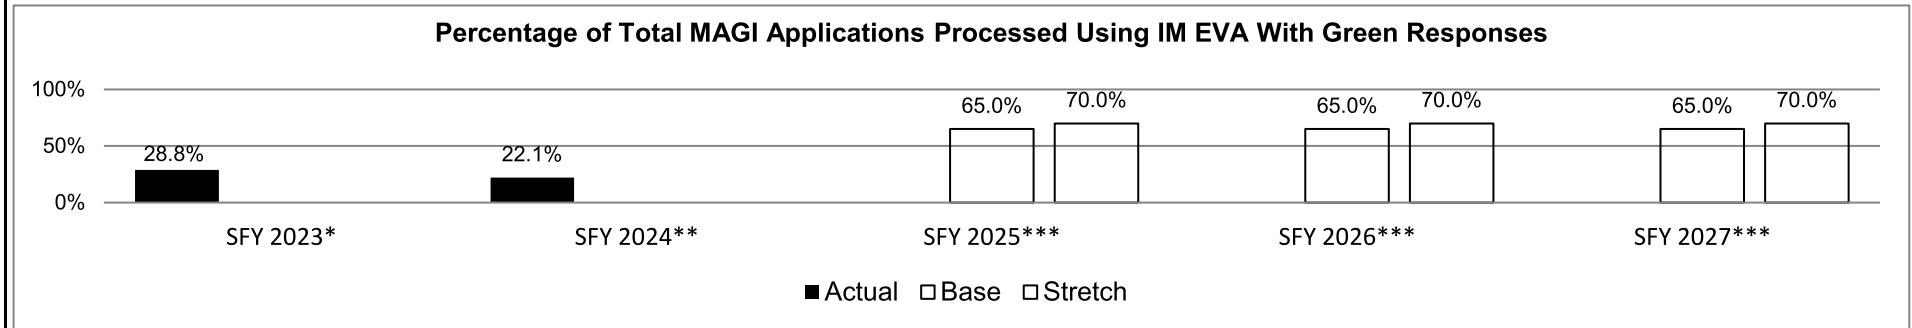 Percentage of Total MAGI Applications Processed Using IM EVA With Green Responses
100%
50%
0%
28.8%
22.1%
65.0%
70.0%
65.0%
70.0%
65.0%
70.0%
SFY 2023*
SFY 2024**
SFY 2025***
SFY 2026***
SFY 2027***
Actual Base Stretch